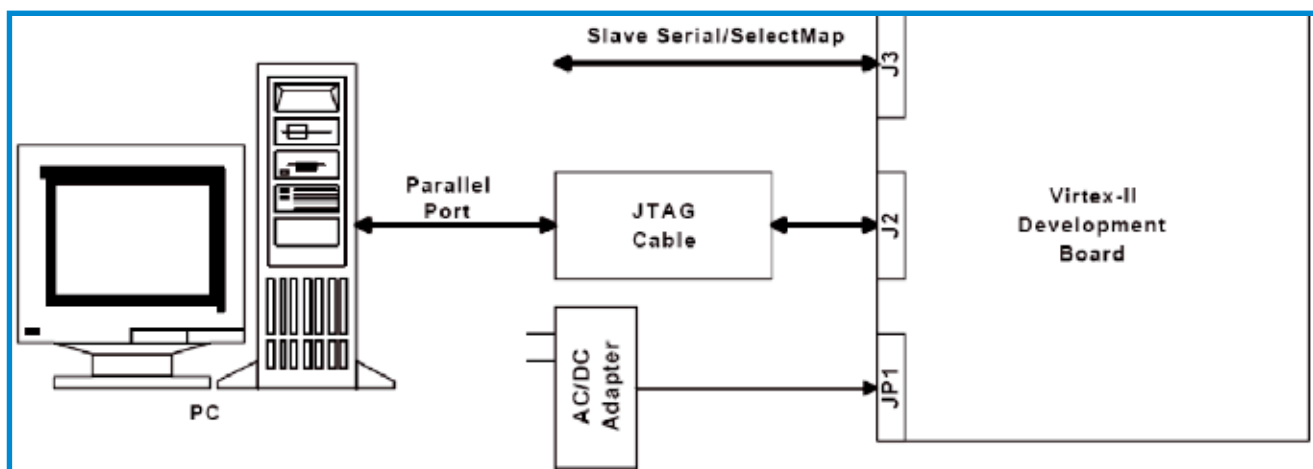 Slave Serial/SelectMap
J3
Parallel
Port
JTAG
Cable
J2
Virtex-II
Development
Board
AC/DC
Adapter
JP1
PC